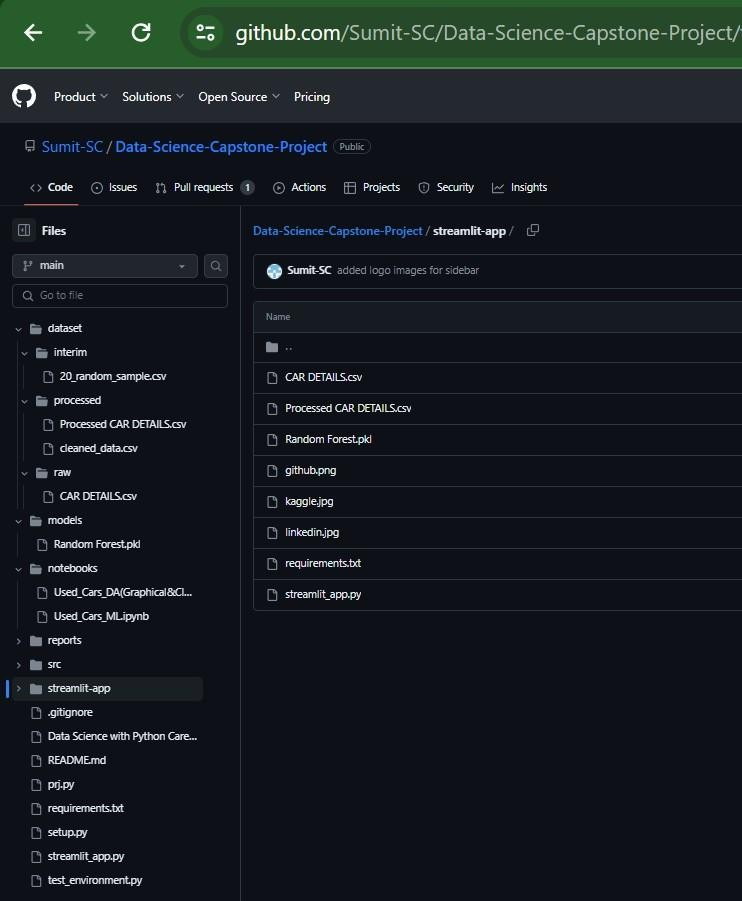 github.com/Sumit-SC/Data-Science-Capstone-Project/
Product Solutions Open Source Pricing
Sumit-SC / Data-Science-Capstone-Project Public
Code Issues Pull requests 1 Actions Projects Security Insights
Files
main
Go to file
dataset
interim
20_random_sample.csv
processed
Processed CAR DETAILS.csv
cleaned_data.csv
raw
CAR DETAILS.csv
models
Random Forest.pkl
notebooks
Used_Cars_DA(Graphical&Cl...
Used_Cars_ML.ipynb
reports
src
streamlit-app
.gitignore
Data Science with Python Care...
README.md
prj.py
requirements.txt
setup.py
streamlit_app.py
test_environment.py
Data-Science-Capstone-Project / streamlit-app /
Sumit-SC added logo images for sidebar
Name
..
CAR DETAILS.csv
Processed CAR DETAILS.csv
Random Forest.pkl
github.png
kaggle.jpg
linkedin.jpg
requirements.txt
streamlit_app.py